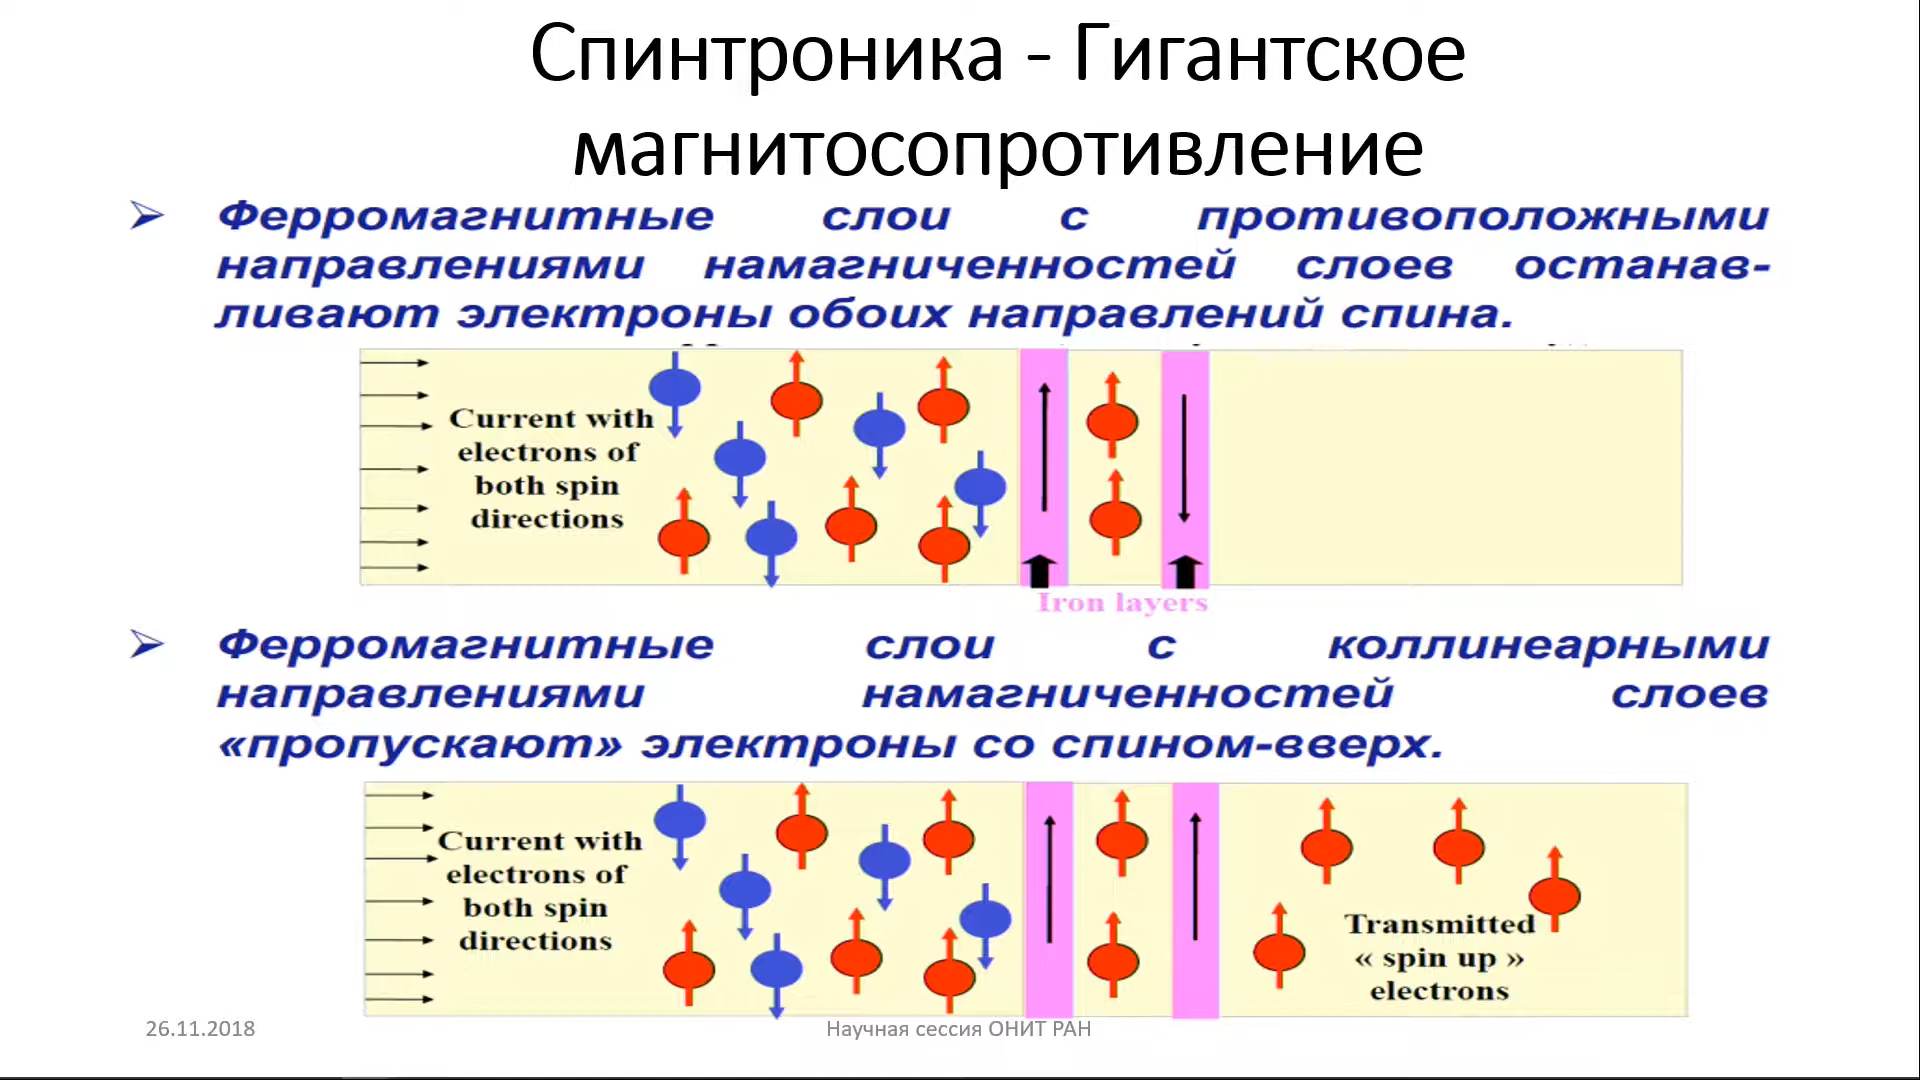 Спинтроника - Гигантское
магнитосопротивление
Ферромагнитные слои с противоположными
направлениями намагниченностей слоев останав-
ливают электроны обоих направлений спина.
Current with
electrons of
both spin
directions
Iron layers
Ферромагнитные слои с коллинеарными
направлениями намагниченностей слоев
«пропускают» электроны со спином-вверх.
Current with
electrons of
both spin
directions
Transmitted
« spin up »
electrons
26.11.2018
Научная сессия ОНИТ РАН